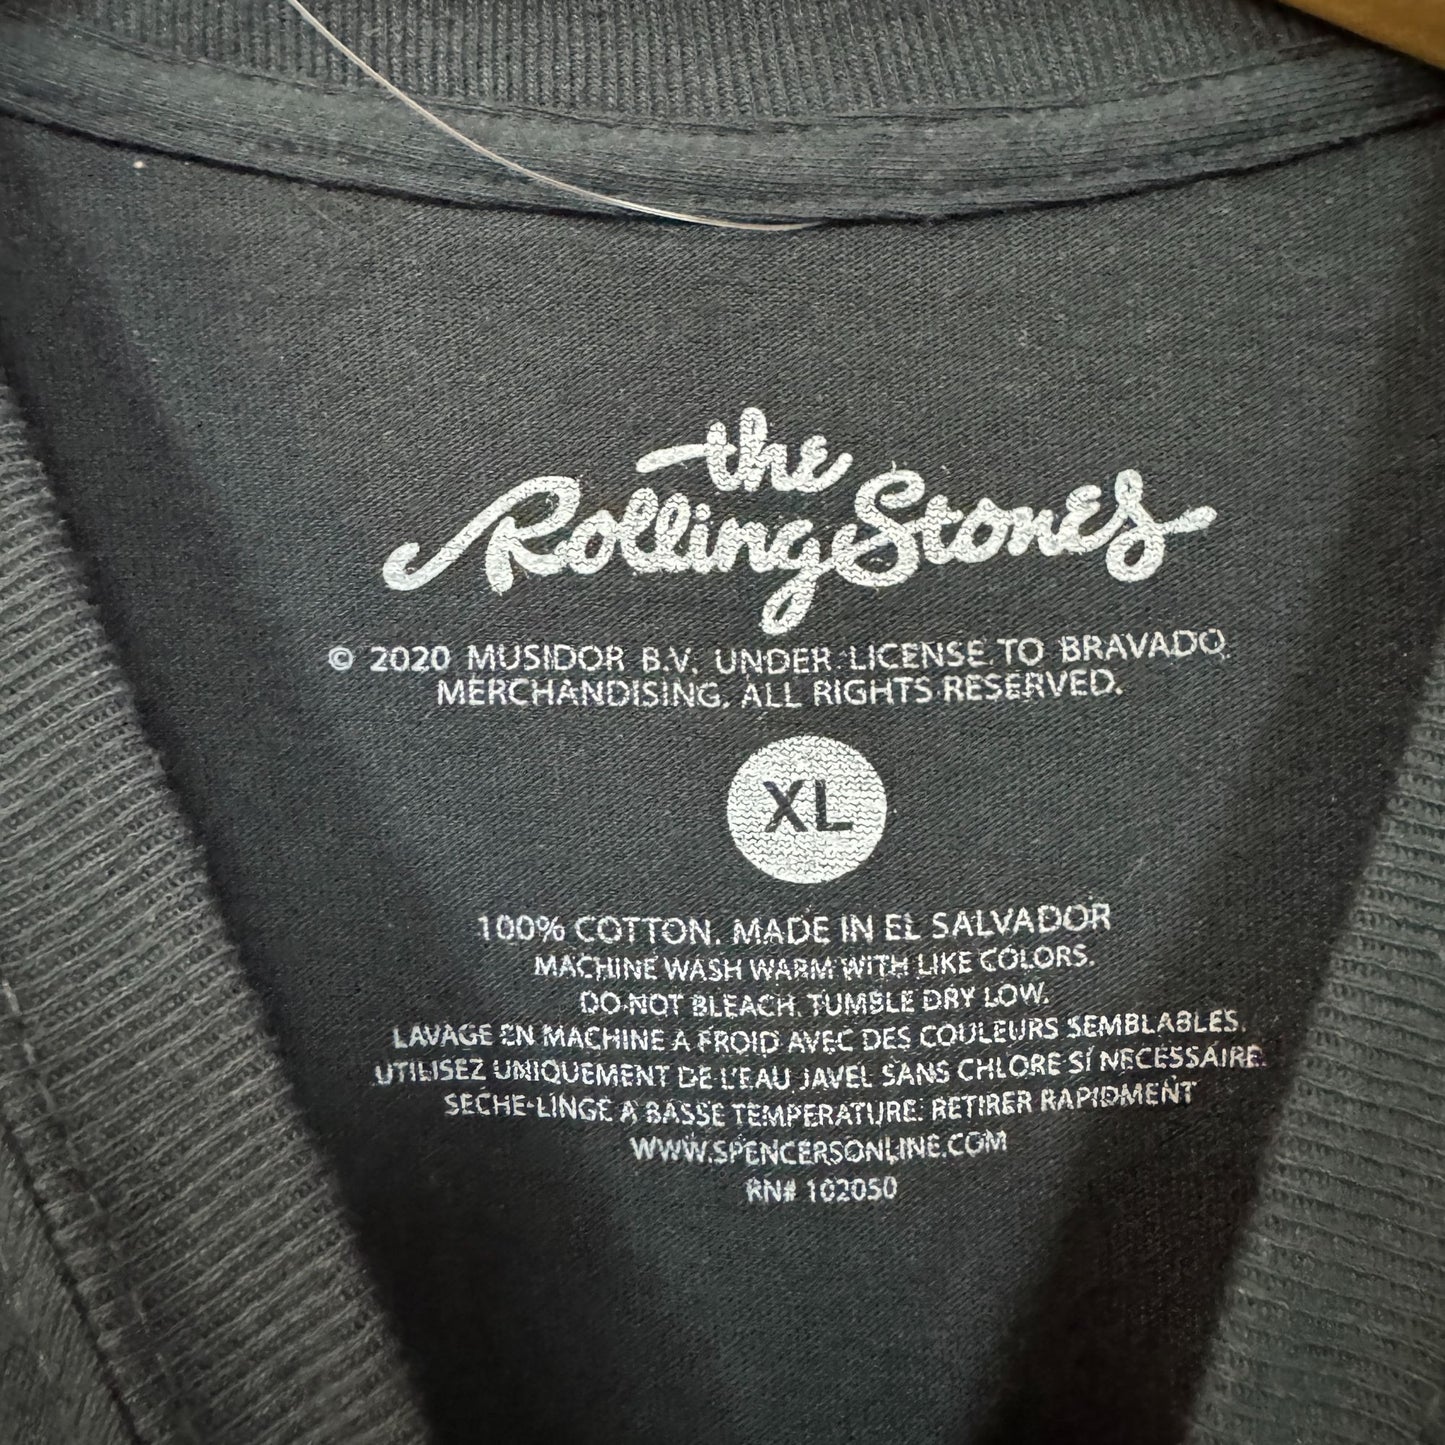 the
Rolling Stones
© 2020 MUSIDOR B.V. UNDER LICENSE TO BRAVADO
MERCHANDISING. ALL RIGHTS RESERVED.
XL
100% COTTON. MADE IN EL SALVADOR
MACHINE WASH WARM WITH LIKE COLORS.
DO NOT BLEACH. TUMBLE DRY LOW.
LAVAGE EN MACHINE A FROID AVEC DES COULEURS SEMBLABLES.
UTILISEZ UNIQUEMENT DE L'EAU JAVEL SANS CHLORE SI NECESSAIRE.
SECHE-LINGE A BASSE TEMPERATURE. RETIRER RAPIDMENT
WWW.SPENCERSONLINE.COM
RN# 102050